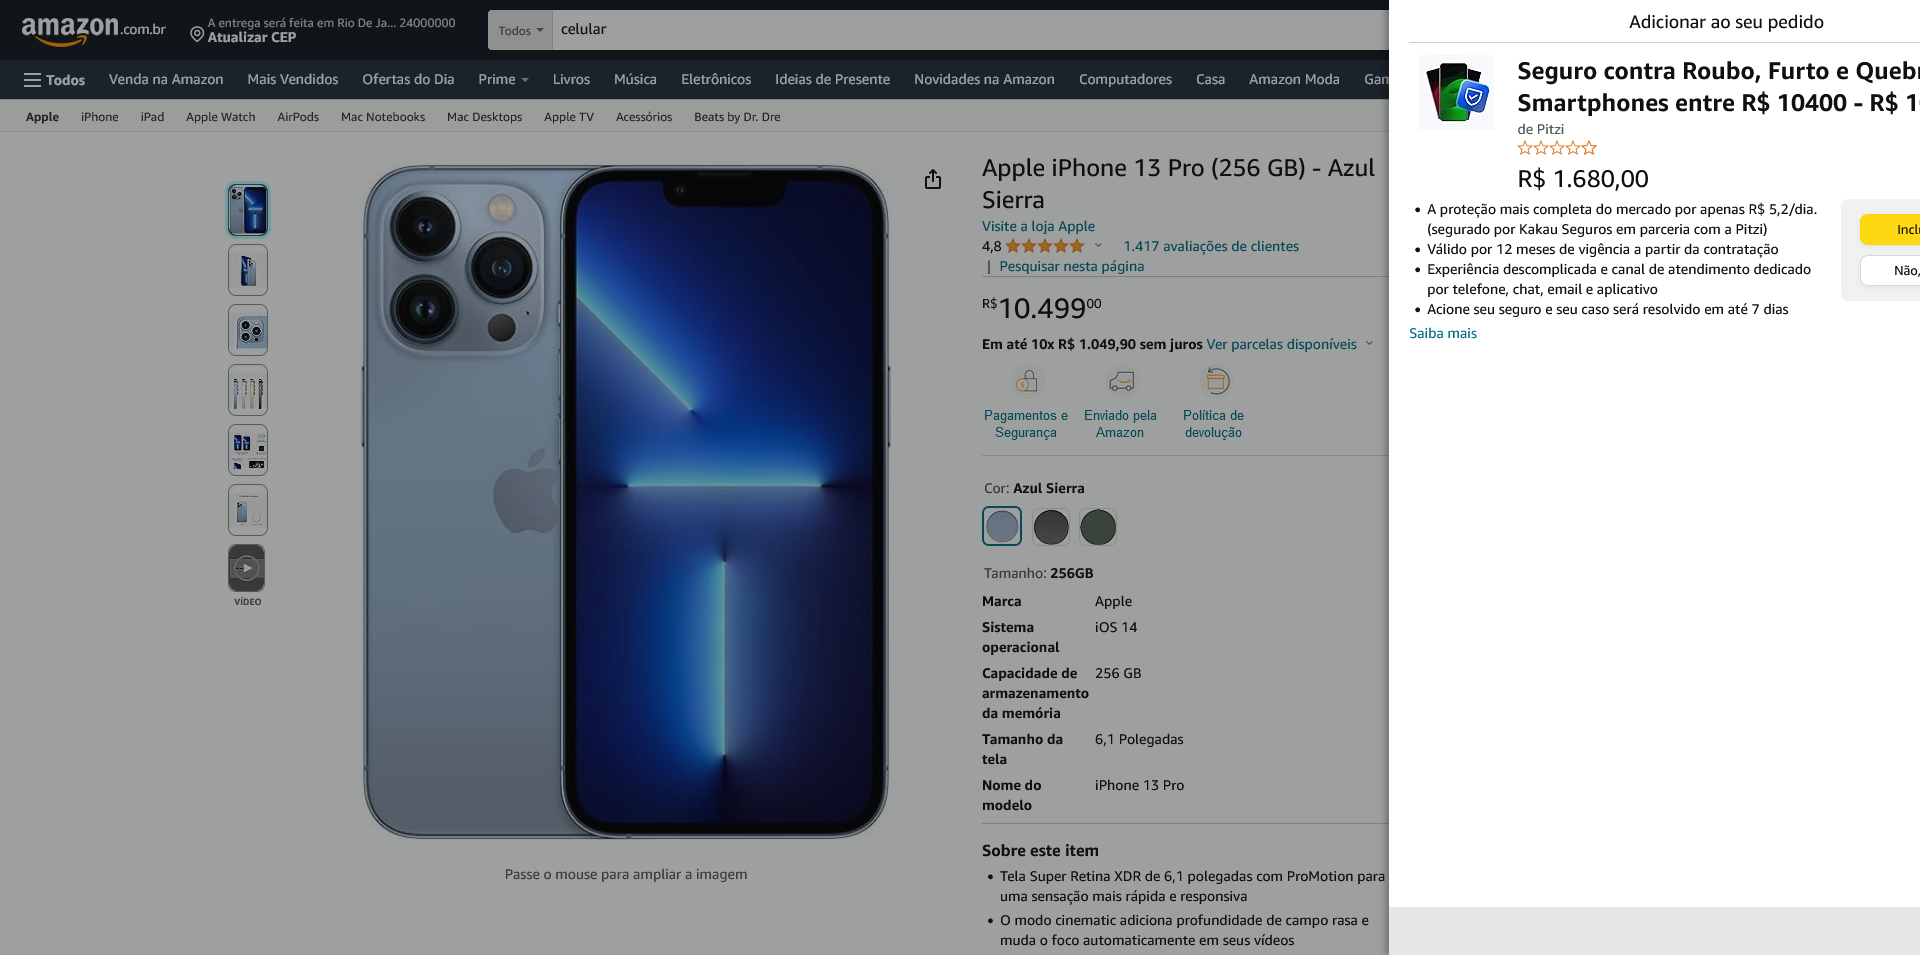 amazon.com.br
A entrega será feita em Rio De Ja... 24000000
Atualizar CEP
Todos
celular
Todos
Venda na Amazon
Mais Vendidos
Ofertas do Dia
Prime
Livros
Música
Eletrônicos
Ideias de Presente
Novidades na Amazon
Computadores
Casa
Amazon Moda
Gam
Apple
iPhone
iPad
Apple Watch
AirPods
Mac Notebooks
Mac Desktops
Apple TV
Acessórios
Beats by Dr. Dre
VÍDEO
Passe o mouse para ampliar a imagem
Apple iPhone 13 Pro (256 GB) - Azul
Sierra
Visite a loja Apple
4,8
1.417 avaliações de clientes
| Pesquisar nesta página
R$10.49900
Em até 10x R$ 1.049,90 sem juros Ver parcelas disponíveis
Pagamentos e
Segurança
Enviado pela
Amazon
Política de
devolução
Cor: Azul Sierra
Tamanho: 256GB
Marca Apple
Sistema iOS 14
operacional
Capacidade de 256 GB
armazenamento
da memória
Tamanho da 6,1 Polegadas
tela
Nome do iPhone 13 Pro
modelo
Sobre este item
• Tela Super Retina XDR de 6,1 polegadas com ProMotion para
uma sensação mais rápida e responsiva
• O modo cinematic adiciona profundidade de campo rasa e
muda o foco automaticamente em seus vídeos
Adicionar ao seu pedido
Seguro contra Roubo, Furto e Quebr
Smartphones entre R$ 10400 - R$ 1
de Pitzi
R$ 1.680,00
• A proteção mais completa do mercado por apenas R$ 5,2/dia.
(segurado por Kakau Seguros em parceria com a Pitzi)
• Válido por 12 meses de vigência a partir da contratação
• Experiência descomplicada e canal de atendimento dedicado
por telefone, chat, email e aplicativo
• Acione seu seguro e seu caso será resolvido em até 7 dias
Saiba mais
Incl
Não,